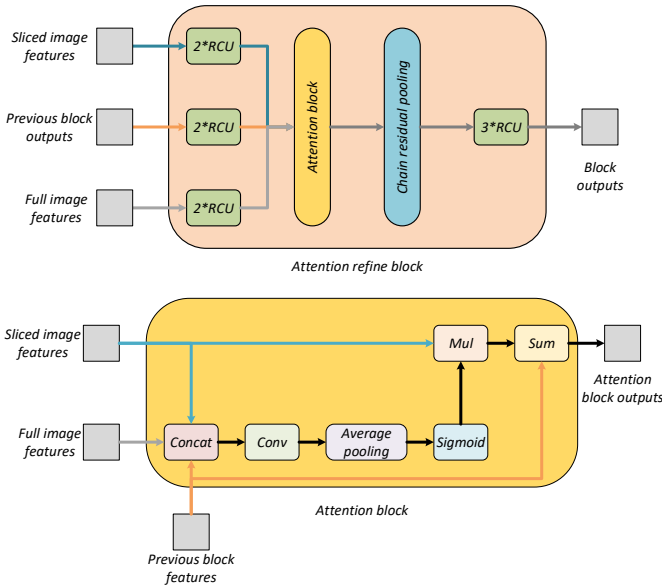 Sliced image
features
2*RCU
Previous block
outputs
2*RCU
Attention block
Chain residual pooling
3*RCU
Block
outputs
Full image
features
2*RCU
Attention refine block
Sliced image
features
Mul
Sum
Attention
block outputs
Full image
features
Concat
Conv
Average
pooling
Sigmoid
Attention block
Previous block
features